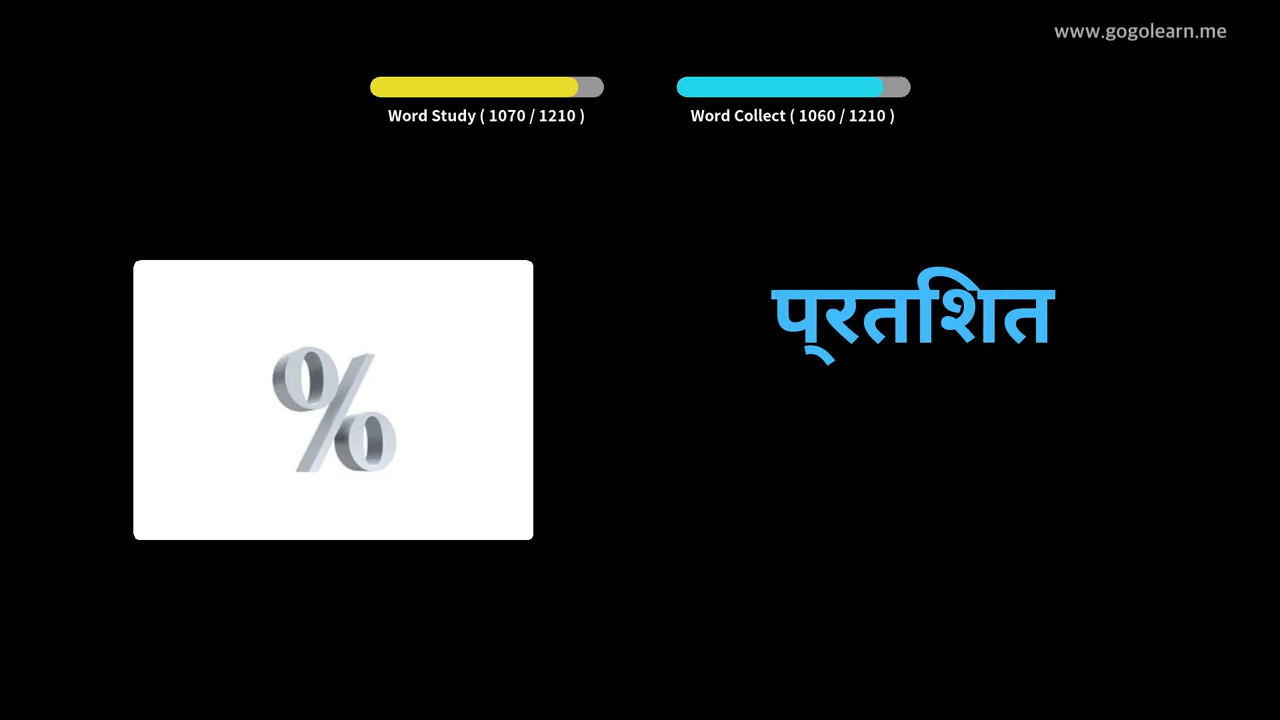 www.gogolearn.me
Word Study ( 1070 / 1210 )
Word Collect ( 1060 / 1210 )
%
प्रतिशत